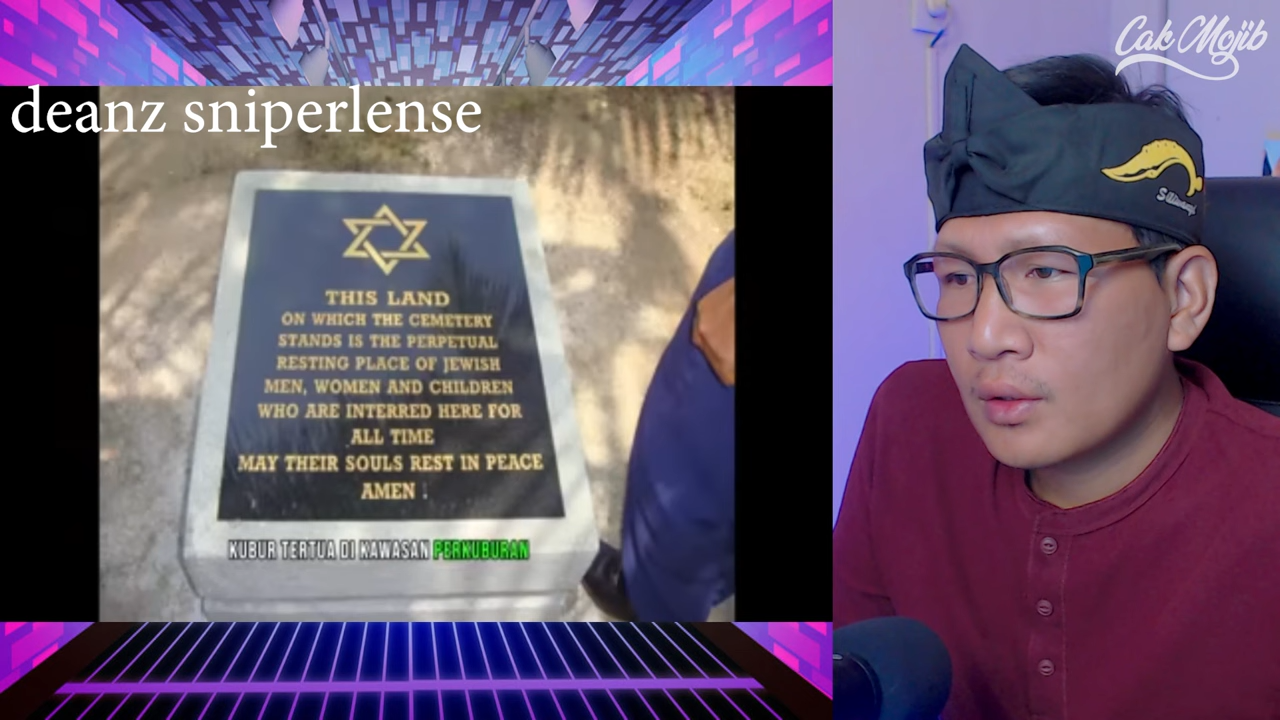 Cak Mojib
deanz sniperlense
THIS LAND
ON WHICH THE CEMETERY
STANDS IS THE PERPETUAL
RESTING PLACE OF JEWISH
MEN, WOMEN AND CHILDREN
WHO ARE INTERRED HERE FOR
ALL TIME
MAY THEIR SOULS REST IN PEACE
AMEN :
KUBUR TERTUA DI KAWASAN PERKUBURAN